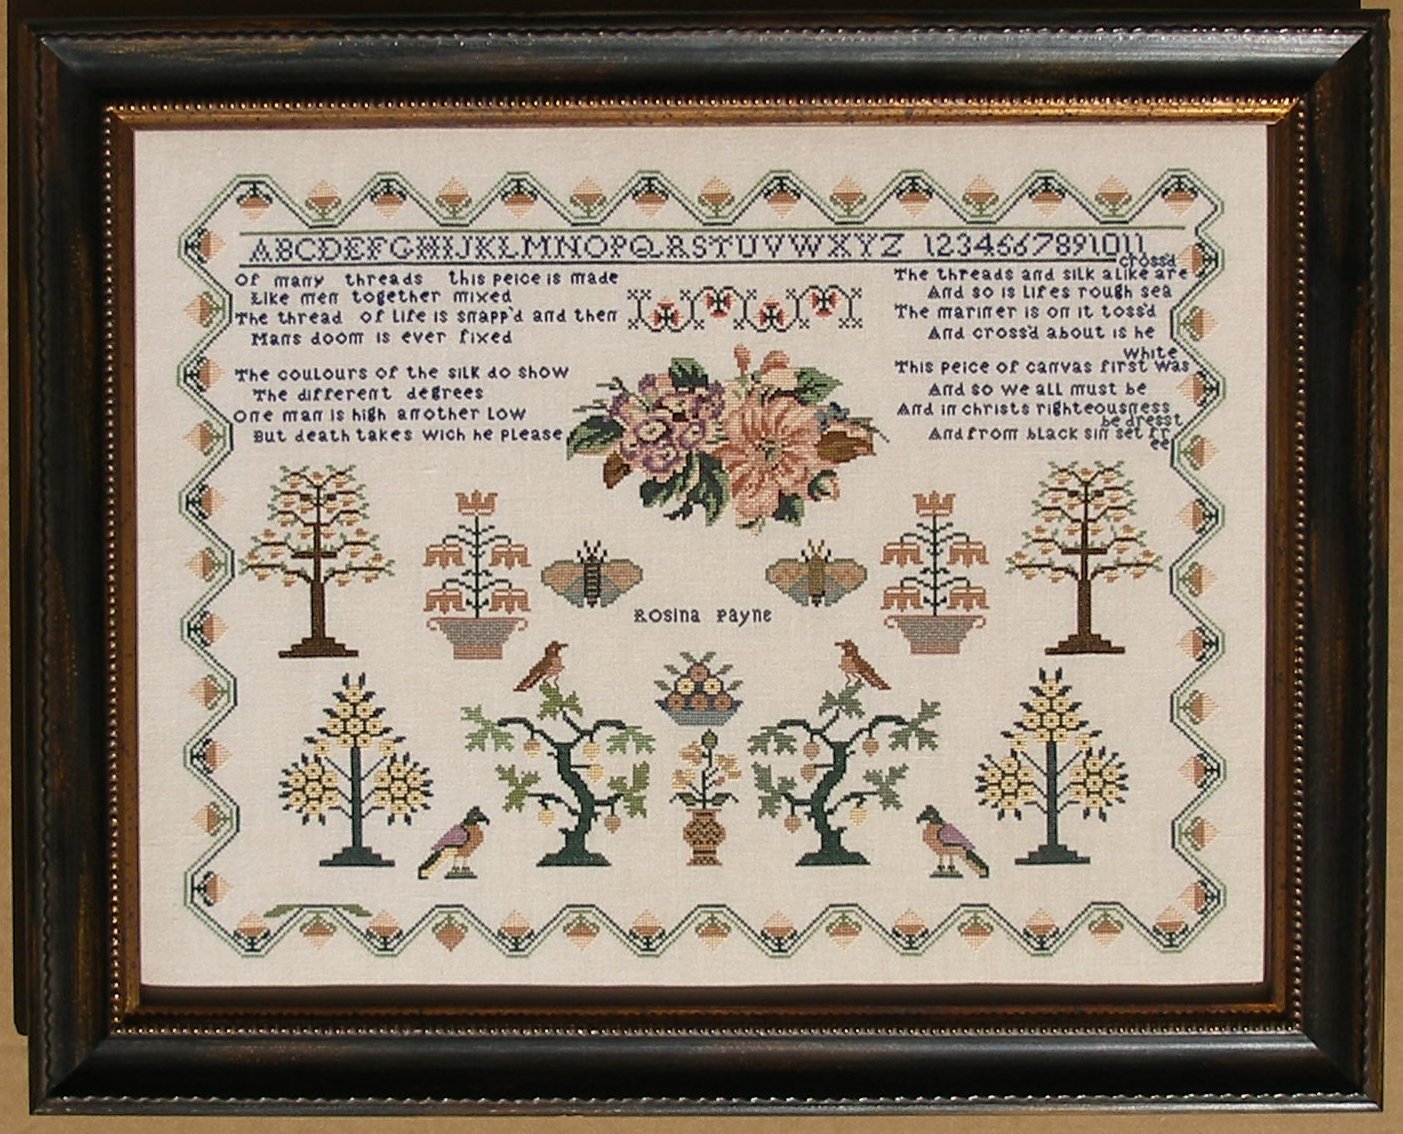 ABCDEFGHIJKLMNOPQRSTUVWXYZ 1234667891011
Of many threads this peice is made
Like men together mixed
The thread of life is snapp'd and then
Mans doom is ever fixed
The coulours of the silk do show
The different degrees
One man is high another low
But death takes wich he please
cross'd
The threads and silk alike are
And so is lifes rough sea
The mariner is on it toss'd
And cross'd about is he
white
This peice of canvas first was
And so we all must be
And in christs righteousness
be dresst
And from black sin set fr
ee
Rosina Payne